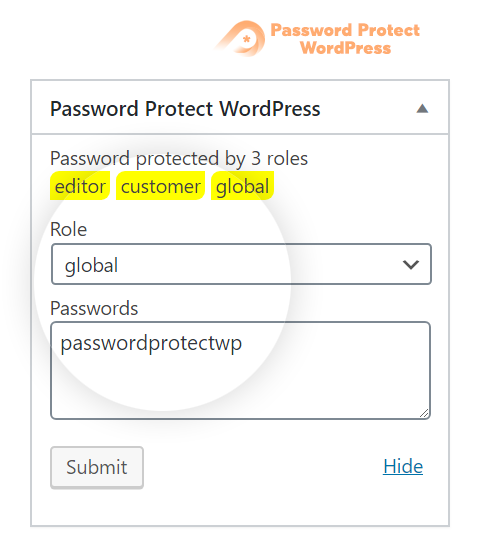 Password Protect
WordPress
Password Protect WordPress
Password protected by 3 roles
editor customer global
Role
global
Passwords
passwordprotectwp
Submit Hide